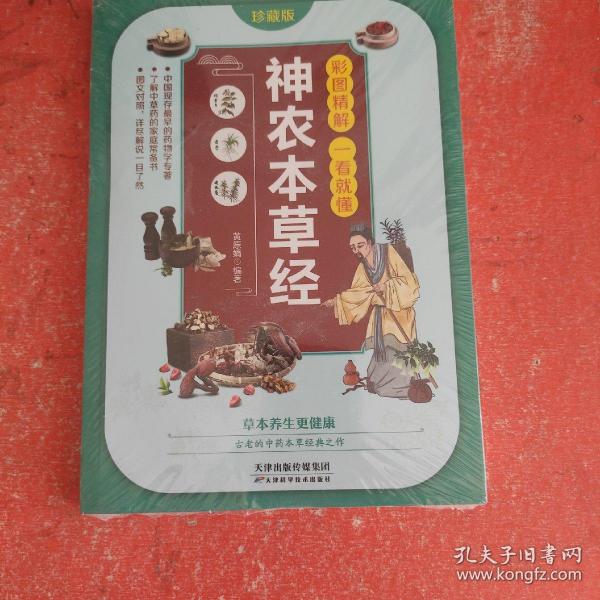 珍藏版
彩图精解
一看就懂
神农本草经
黄原娟◎编著
中国现存最早的药物学专著
了解中草药的家庭常备书
图文对照，详尽解说一目了然
草本养生更健康
古老的中药本草经典之作
天津出版传媒集团
天津科学技术出版社
孔夫子旧书网
www.kongfz.com